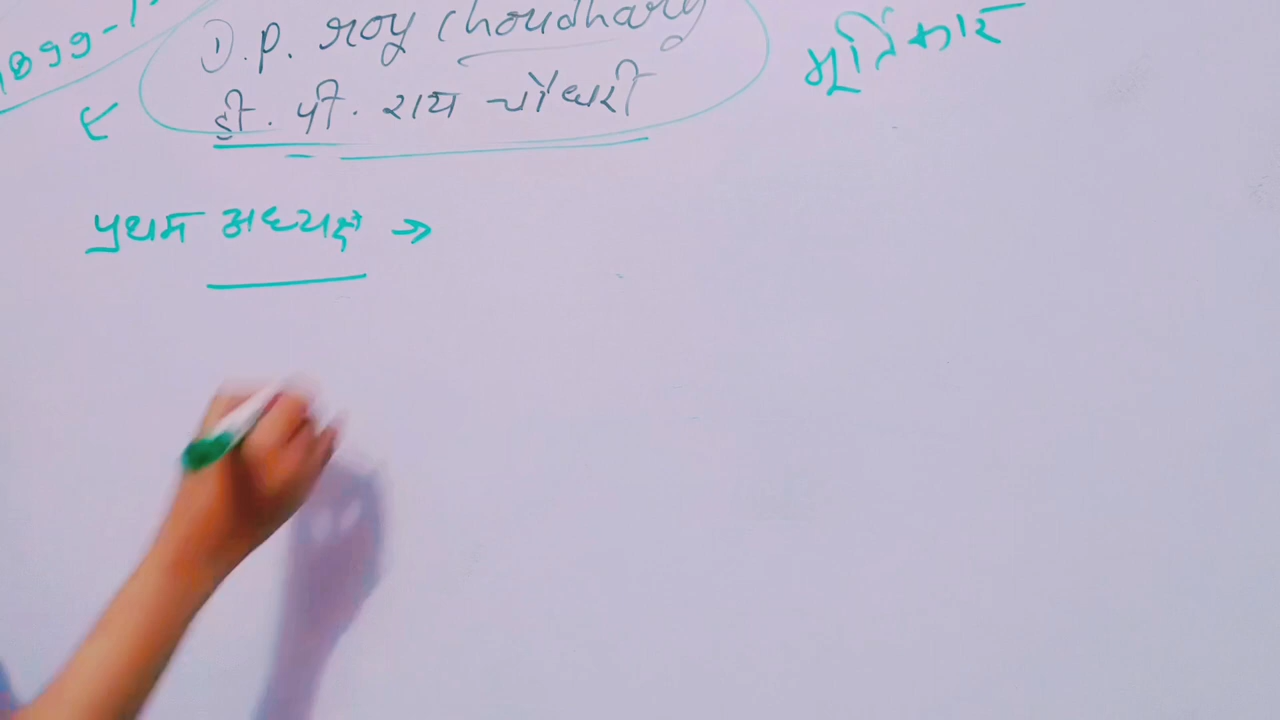 1899-1
D.P. roy Choudhary
मूर्तिकार
डी. पी. राय चौधरी
प्रथम अध्यक्ष →